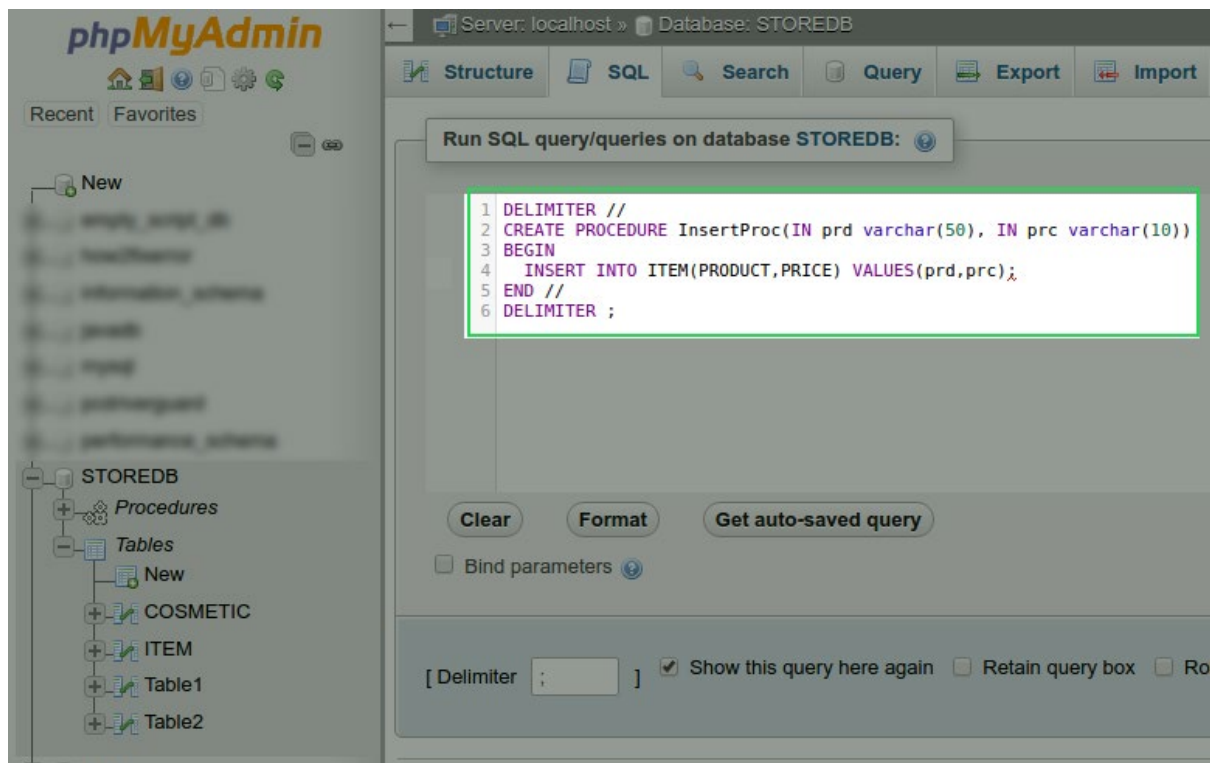 phpMyAdmin
Recent Favorites
New
STOREDB
Procedures
Tables
New
COSMETIC
ITEM
Table1
Table2
← Server: localhost » Database: STOREDB
Structure SQL Search Query Export Import
Run SQL query/queries on database STOREDB:
1 DELIMITER //
2 CREATE PROCEDURE InsertProc(IN prd varchar(50), IN prc varchar(10))
3 BEGIN
4 INSERT INTO ITEM(PRODUCT,PRICE) VALUES(prd,prc);
5 END //
6 DELIMITER ;
Clear Format Get auto-saved query
Bind parameters
[ Delimiter ; ] Show this query here again Retain query box Ro